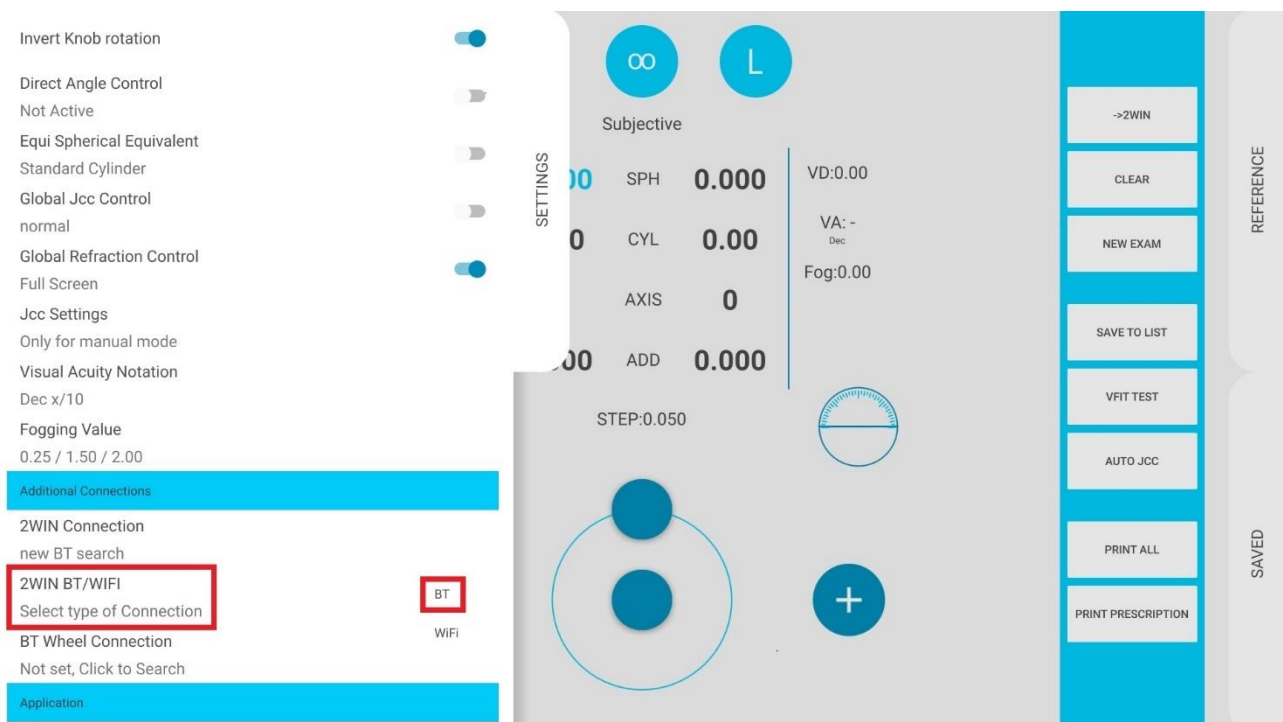 Invert Knob rotation
Direct Angle Control
Not Active
Equi Spherical Equivalent
Standard Cylinder
Global Jcc Control
normal
Global Refraction Control
Full Screen
Jcc Settings
Only for manual mode
Visual Acuity Notation
Dec x/10
Fogging Value
0.25 / 1.50 / 2.00
Additional Connections
2WIN Connection
new BT search
2WIN BT/WIFI
Select type of Connection
BT
WiFi
BT Wheel Connection
Not set, Click to Search
Application
SETTINGS
∞ L
Subjective
00 SPH 0.000
0 CYL 0.00
AXIS 0
00 ADD 0.000
STEP:0.050
VD:0.00
VA: -
Dec
Fog:0.00
+
->2WIN
CLEAR
NEW EXAM
SAVE TO LIST
VFIT TEST
AUTO JCC
PRINT ALL
PRINT PRESCRIPTION
REFERENCE
SAVED